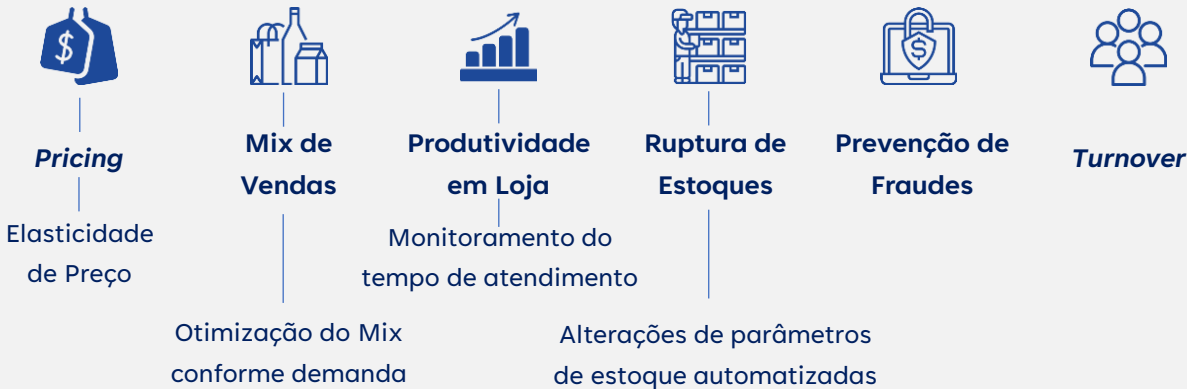 $
$
Pricing
Mix de
Vendas
Produtividade
em Loja
Ruptura de
Estoques
Prevenção de
Fraudes
Turnover
Elasticidade
de Preço
Monitoramento do
tempo de atendimento
Otimização do Mix
conforme demanda
Alterações de parâmetros
de estoque automatizadas